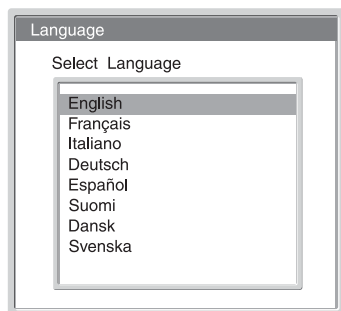 Language
Select Language
English
Français
Italiano
Deutsch
Español
Suomi
Dansk
Svenska